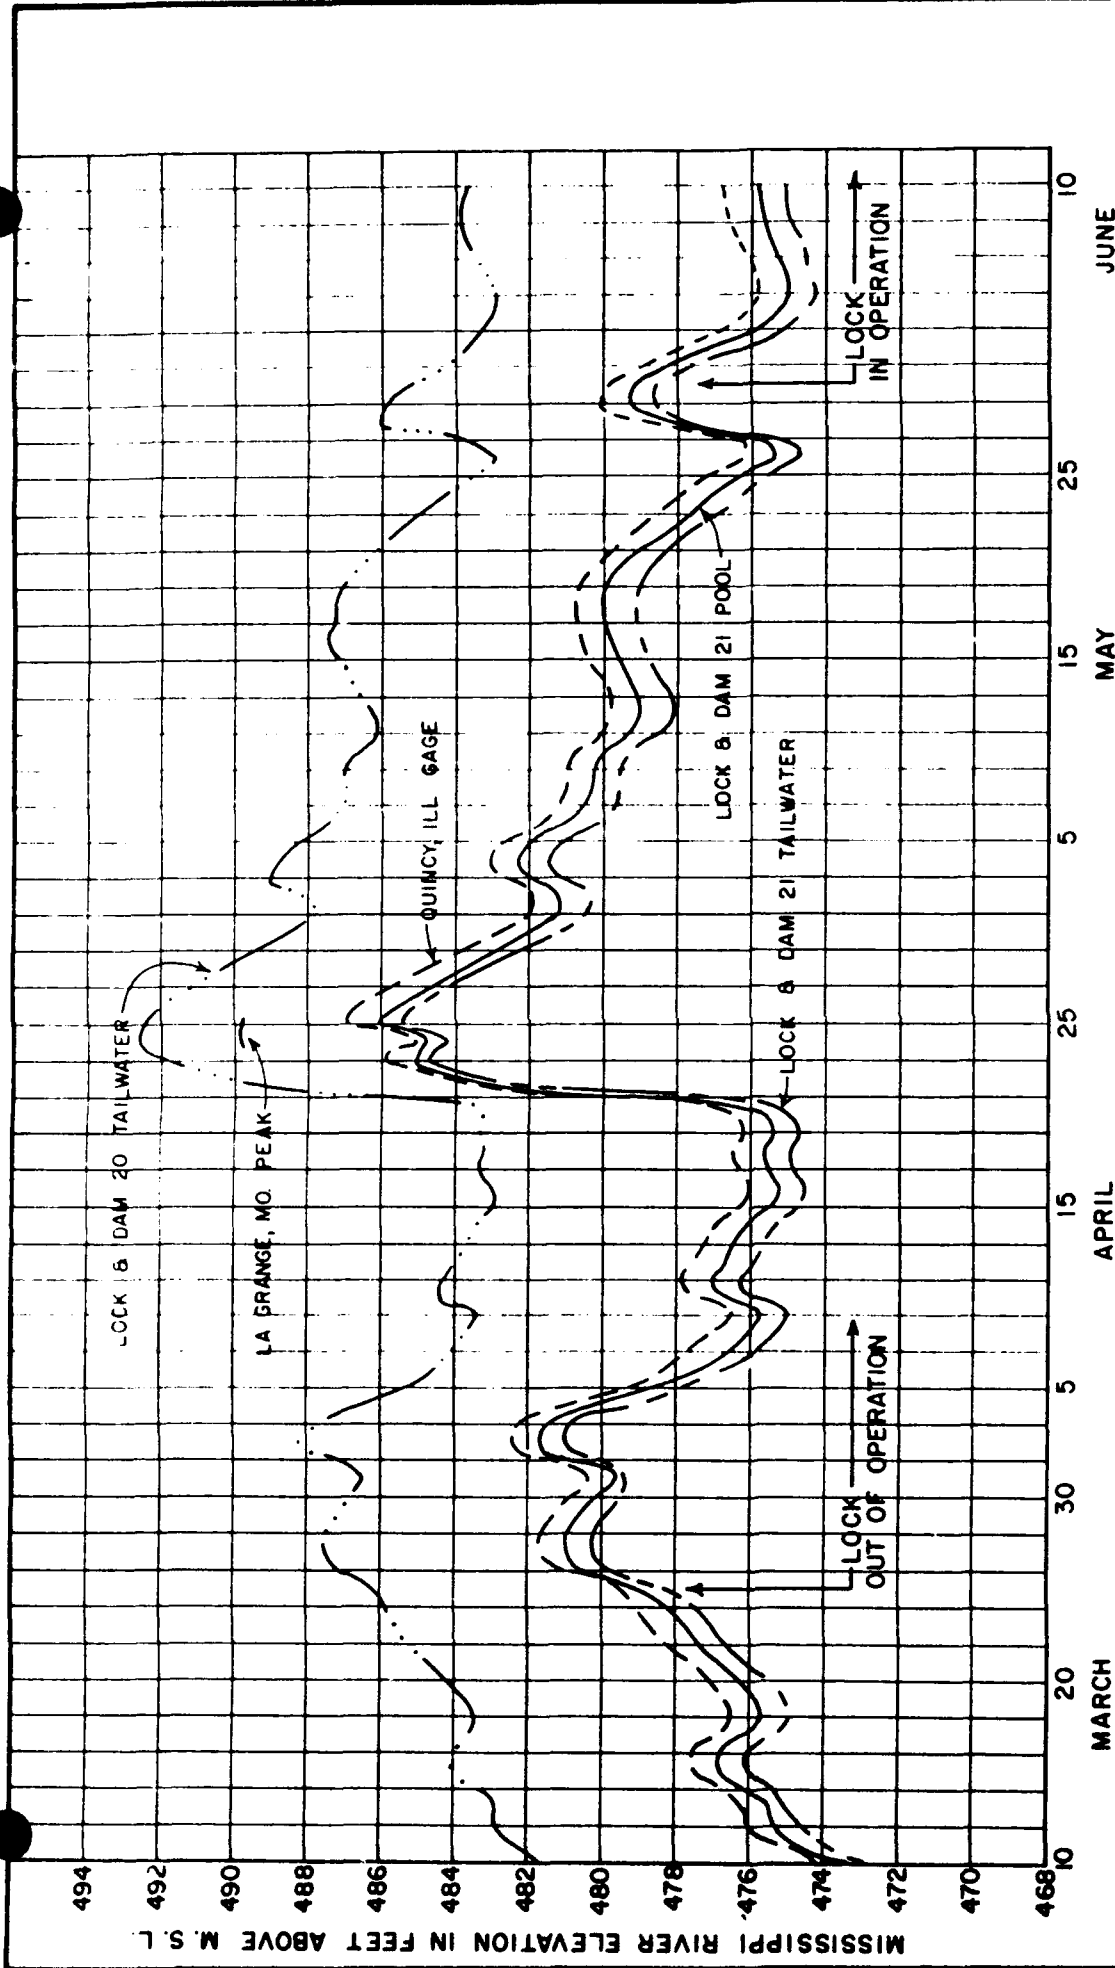 MISSISSIPPI RIVER ELEVATION IN FEET ABOVE M.S.L.
494
492
490
488
486
484
482
480
478
476
474
472
470
468
LOCK & DAM 20 TAILWATER
LA GRANGE, MO. PEAK
QUINCY, ILL GAGE
LOCK & DAM 21 POOL
LOCK & DAM 21 TAILWATER
LOCK
OUT OF OPERATION
LOCK
IN OPERATION
10 20 30 5 15 25 5 15 25 10
MARCH APRIL MAY JUNE